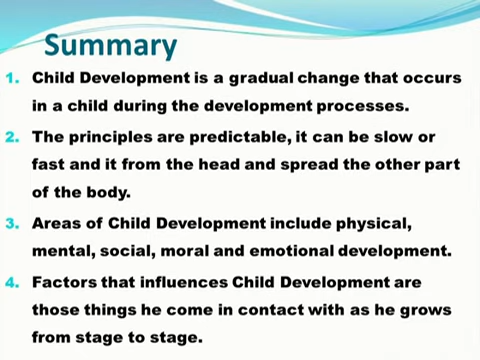 Summary
1. Child Development is a gradual change that occurs
in a child during the development processes.
2. The principles are predictable, it can be slow or
fast and it from the head and spread the other part
of the body.
3. Areas of Child Development include physical,
mental, social, moral and emotional development.
4. Factors that influences Child Development are
those things he come in contact with as he grows
from stage to stage.